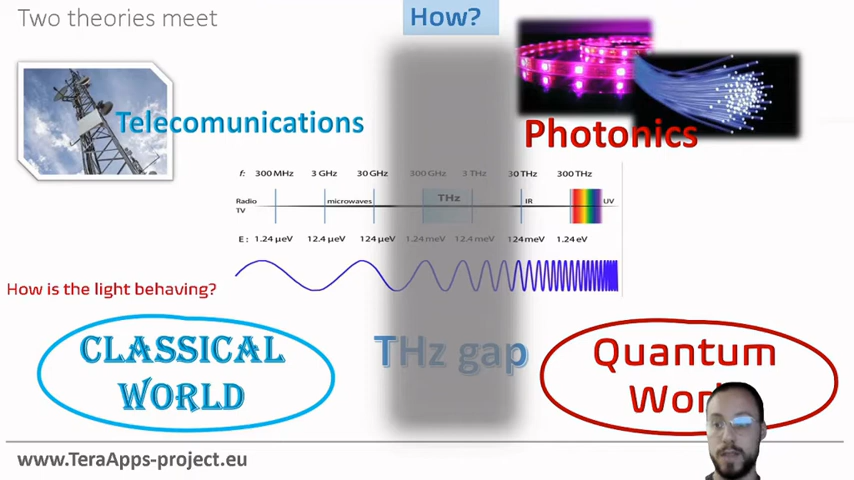 Two theories meet
How?
Telecomunications
Photonics
f: 300 MHz 3 GHz 30 GHz 300 GHz 3 THz 30 THz 300 THz
Radio TV microwaves THz IR UV
E: 1.24 µeV 12.4 µeV 124 µeV 1.24 meV 12.4 meV 124 meV 1.24 eV
How is the light behaving?
CLASSICAL
WORLD
THz gap
Quantum
www.TeraApps-project.eu